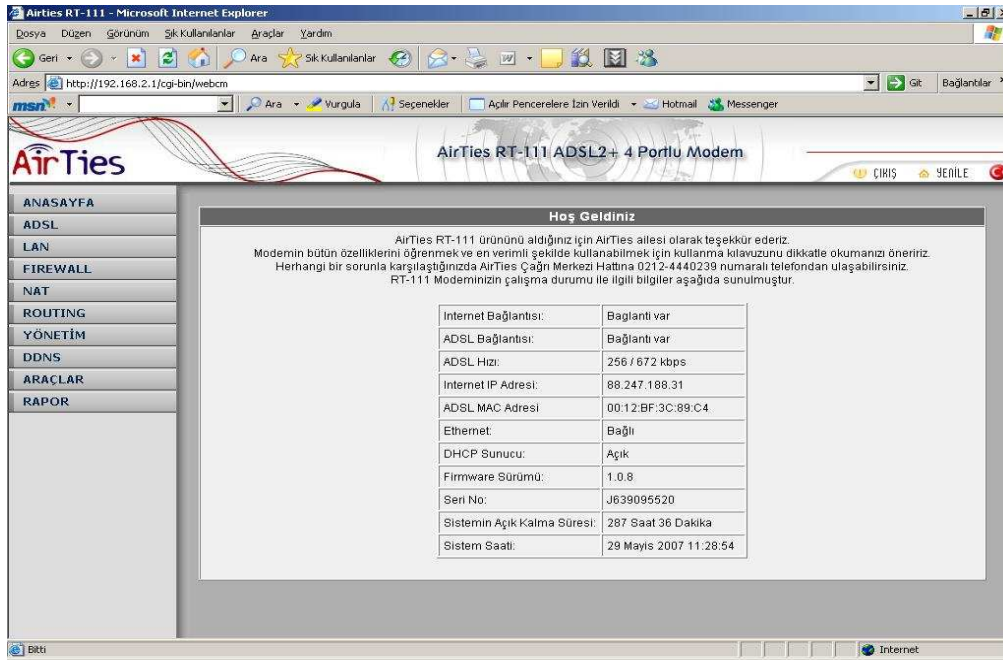 Airties RT-111 - Microsoft Internet Explorer
Dosya Düzen Görünüm Sık Kullanılanlar Araçlar Yardım
Geri Ara Sık Kullanılanlar
Adres http://192.168.2.1/cgi-bin/webcm Git Bağlantılar
msn Ara Vurgula Seçenekler Açılır Pencerelere İzin Verildi Hotmail Messenger
AirTies
AirTies RT-111 ADSL2+ 4 Portlu Modem
ÇIKIŞ YENİLE
ANASAYFA
ADSL
LAN
FIREWALL
NAT
ROUTING
YÖNETİM
DDNS
ARAÇLAR
RAPOR
Hoş Geldiniz
AirTies RT-111 ürününü aldığınız için AirTies ailesi olarak teşekkür ederiz.
Modemin bütün özelliklerini öğrenmek ve en verimli şekilde kullanabilmek için kullanma kılavuzunu dikkatle okumanızı öneririz.
Herhangi bir sorunla karşılaştığınızda AirTies Çağrı Merkezi Hattına 0212-4440239 numaralı telefondan ulaşabilirsiniz.
RT-111 Modeminizin çalışma durumu ile ilgili bilgiler aşağıda sunulmuştur.
Internet Bağlantısı: Baglanti var
ADSL Bağlantısı: Bağlantı var
ADSL Hızı: 256 / 672 kbps
Internet IP Adresi: 88.247.188.31
ADSL MAC Adresi 00:12:BF:3C:89:C4
Ethernet: Bağlı
DHCP Sunucu: Açık
Firmware Sürümü: 1.0.8
Seri No: J639095520
Sistemin Açık Kalma Süresi: 287 Saat 36 Dakika
Sistem Saati: 29 Mayis 2007 11:28:54
Bitti Internet